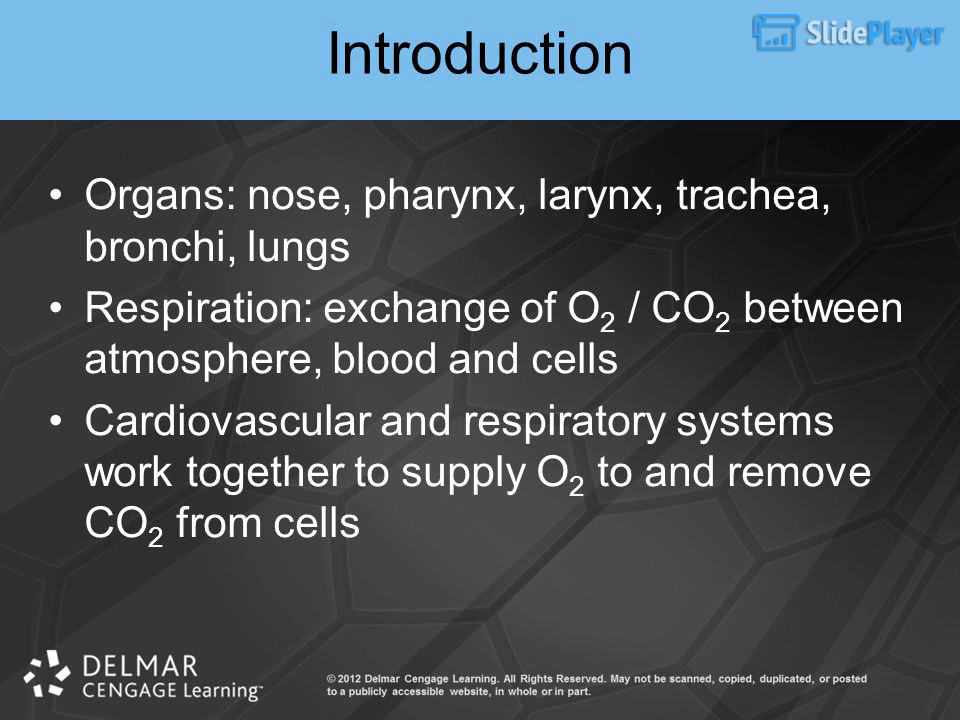 Introduction
SlidePlayer
• Organs: nose, pharynx, larynx, trachea,
bronchi, lungs
• Respiration: exchange of O₂ / CO₂ between
atmosphere, blood and cells
• Cardiovascular and respiratory systems
work together to supply O₂ to and remove
CO₂ from cells
DELMAR
CENGAGE Learning™
© 2012 Delmar Cengage Learning. All Rights Reserved. May not be scanned, copied, duplicated, or posted
to a publicly accessible website, in whole or in part.